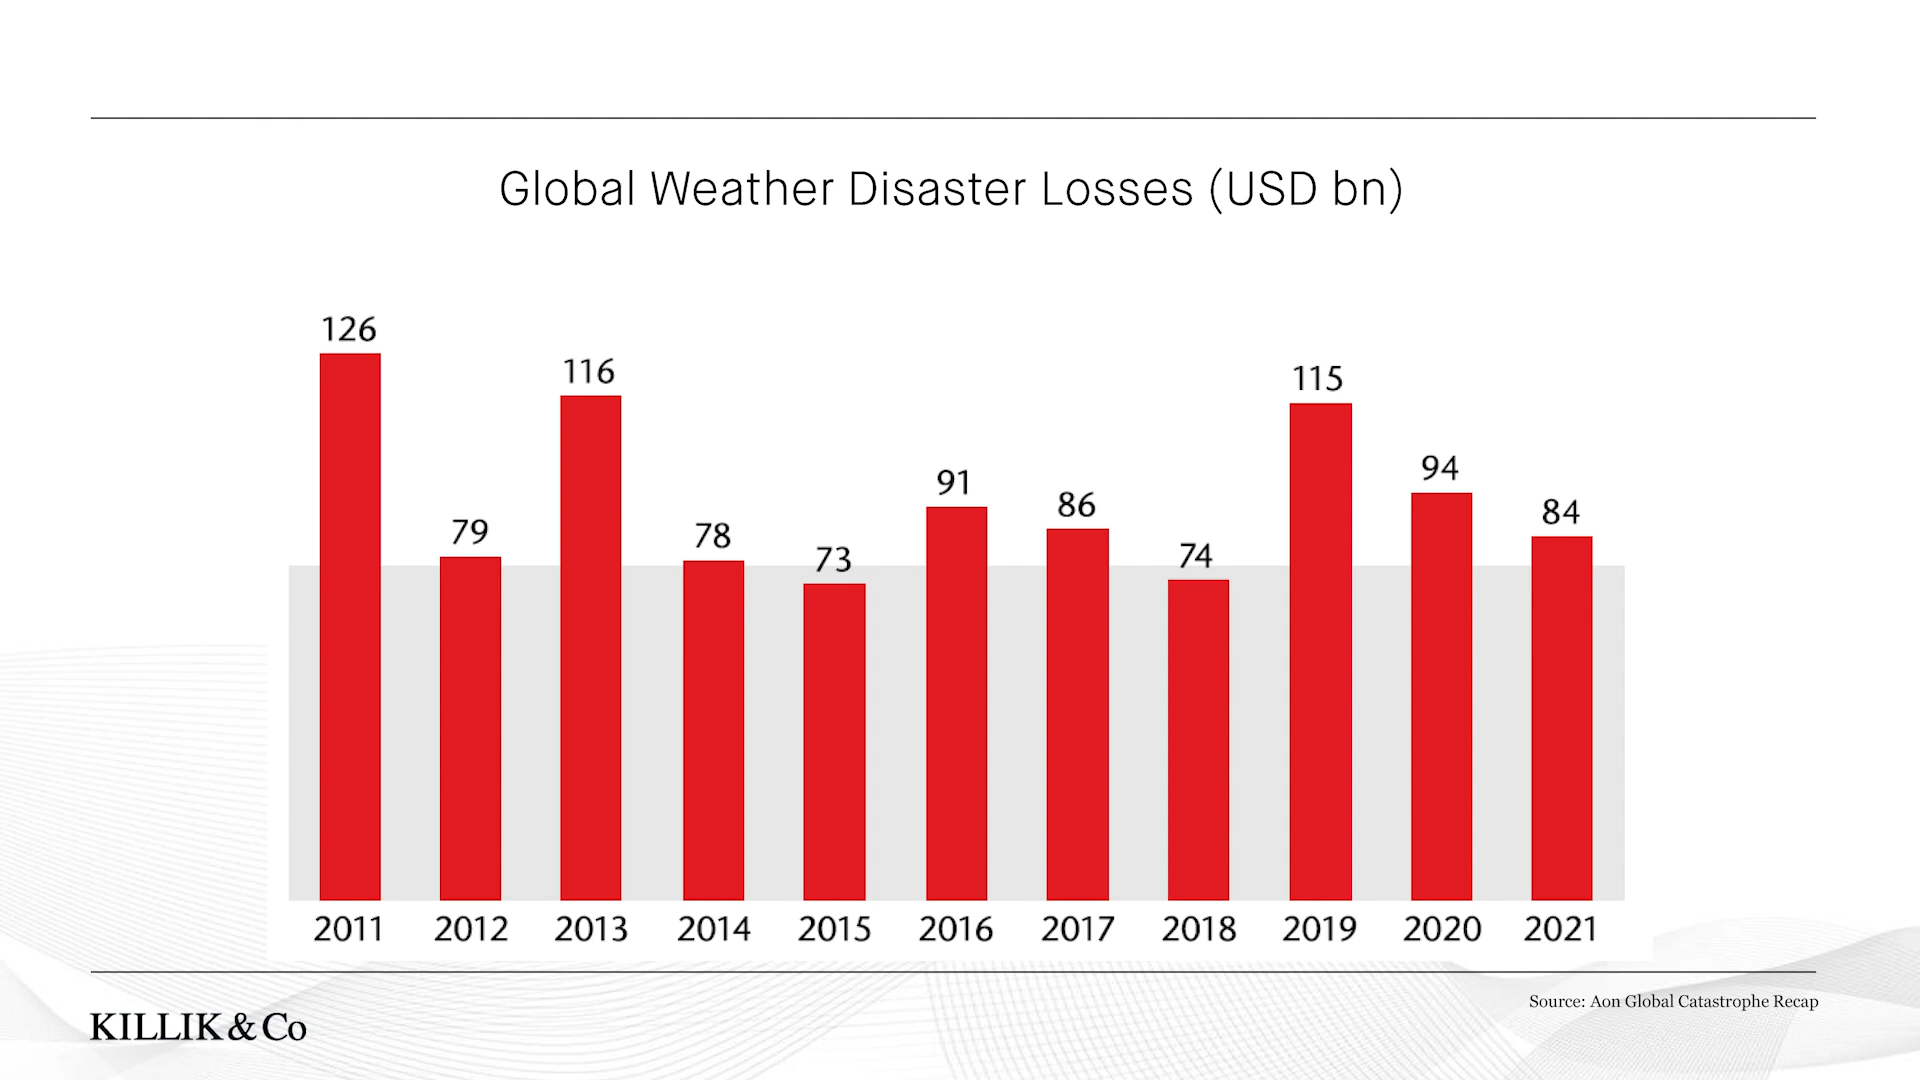 Global Weather Disaster Losses (USD bn)
126
79
116
78
73
91
86
74
115
94
84
2011 2012 2013 2014 2015 2016 2017 2018 2019 2020 2021
Source: Aon Global Catastrophe Recap
KILLIK & Co